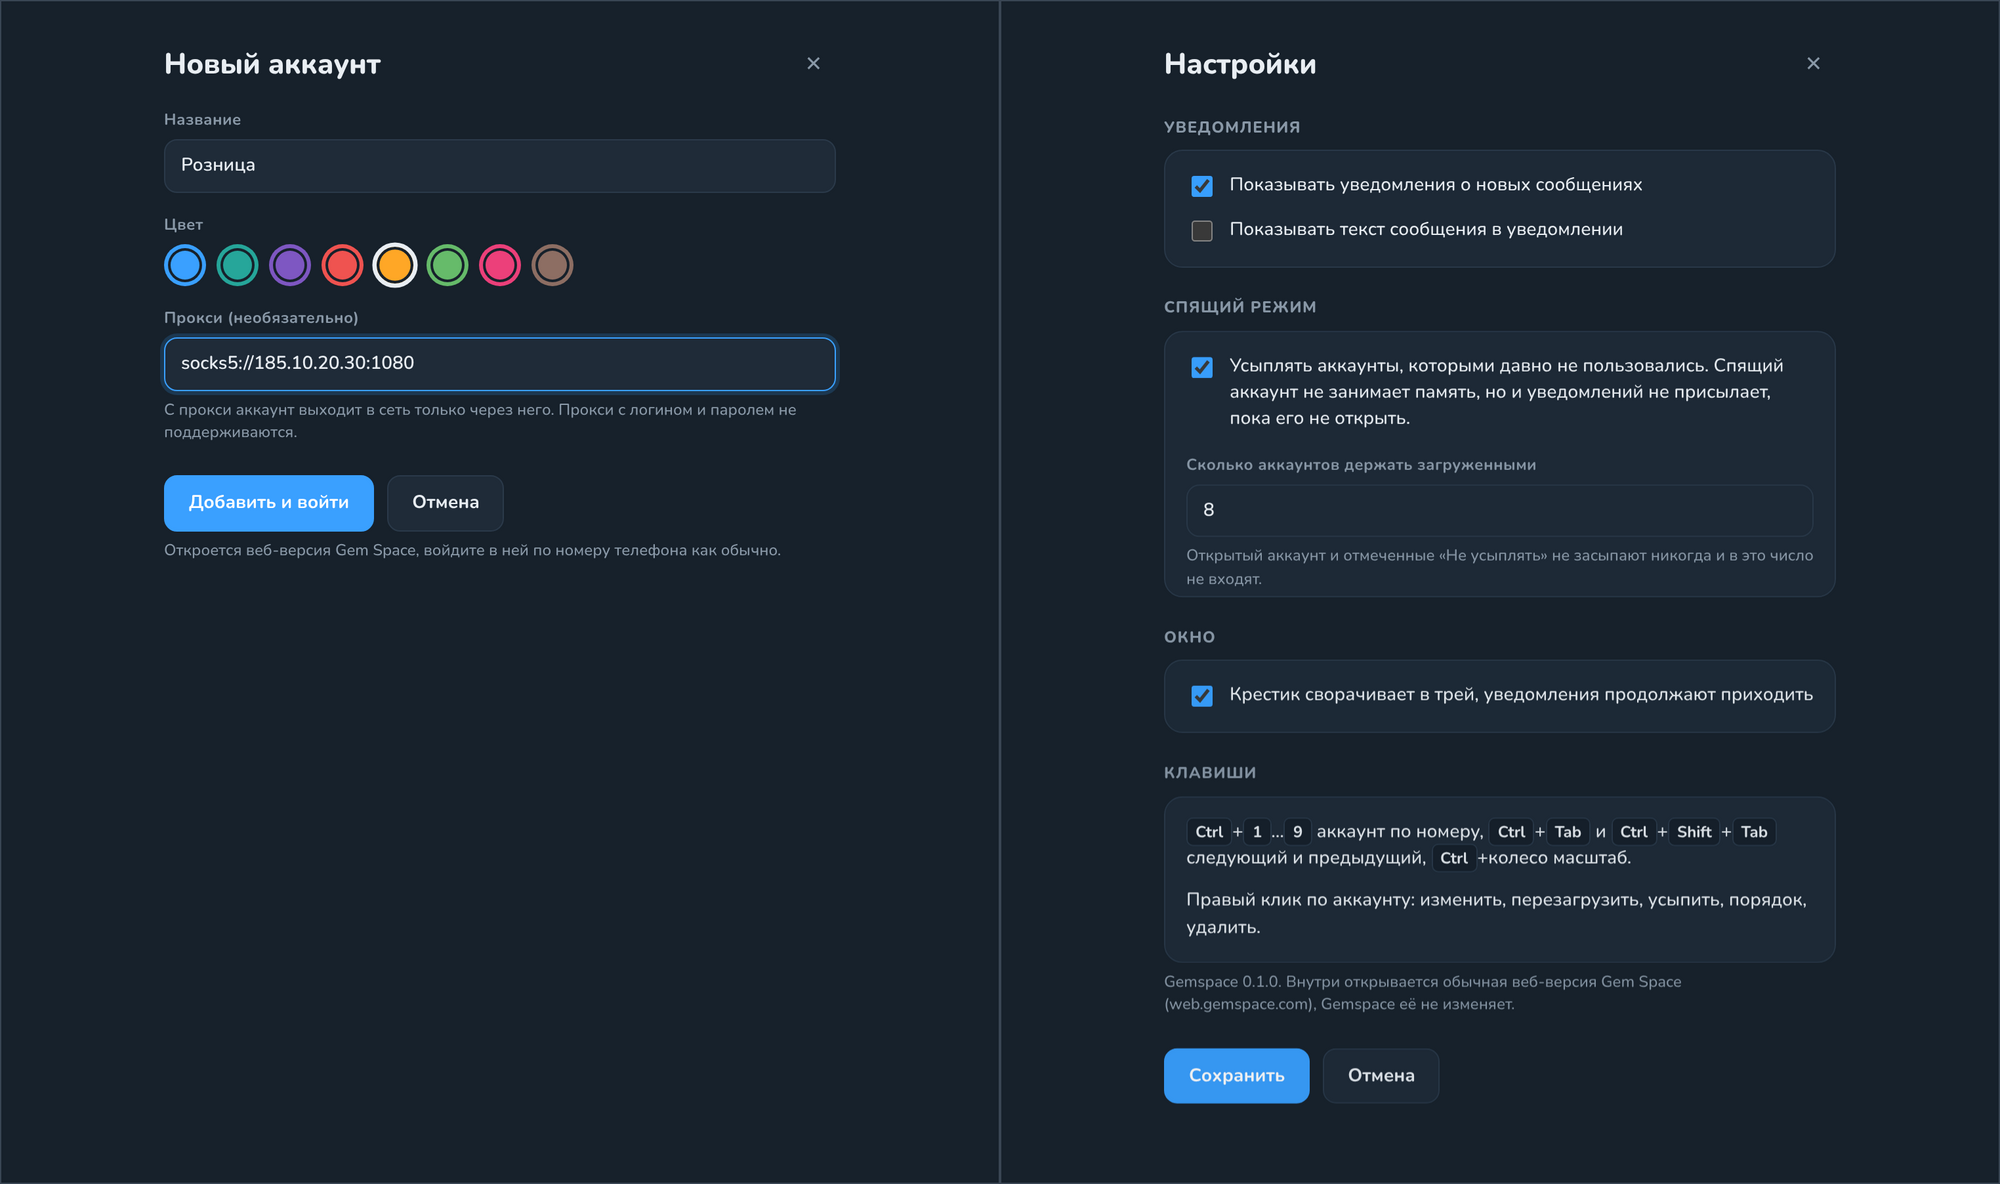 Новый аккаунт
Название
Розница
Цвет
Прокси (необязательно)
socks5://185.10.20.30:1080
С прокси аккаунт выходит в сеть только через него. Прокси с логином и паролем не
поддерживаются.
Добавить и войти
Отмена
Откроется веб-версия Gem Space, войдите в ней по номеру телефона как обычно.
Настройки
УВЕДОМЛЕНИЯ
Показывать уведомления о новых сообщениях
Показывать текст сообщения в уведомлении
СПЯЩИЙ РЕЖИМ
Усыплять аккаунты, которыми давно не пользовались. Спящий
аккаунт не занимает память, но и уведомлений не присылает,
пока его не открыть.
Сколько аккаунтов держать загруженными
8
Открытый аккаунт и отмеченные «Не усыплять» не засыпают никогда и в это число
не входят.
ОКНО
Крестик сворачивает в трей, уведомления продолжают приходить
КЛАВИШИ
Ctrl+1...9 аккаунт по номеру, Ctrl+Tab и Ctrl+Shift+Tab
следующий и предыдущий, Ctrl+колесо масштаб.
Правый клик по аккаунту: изменить, перезагрузить, усыпить, порядок,
удалить.
Gemspace 0.1.0. Внутри открывается обычная веб-версия Gem Space
(web.gemspace.com), Gemspace её не изменяет.
Сохранить
Отмена